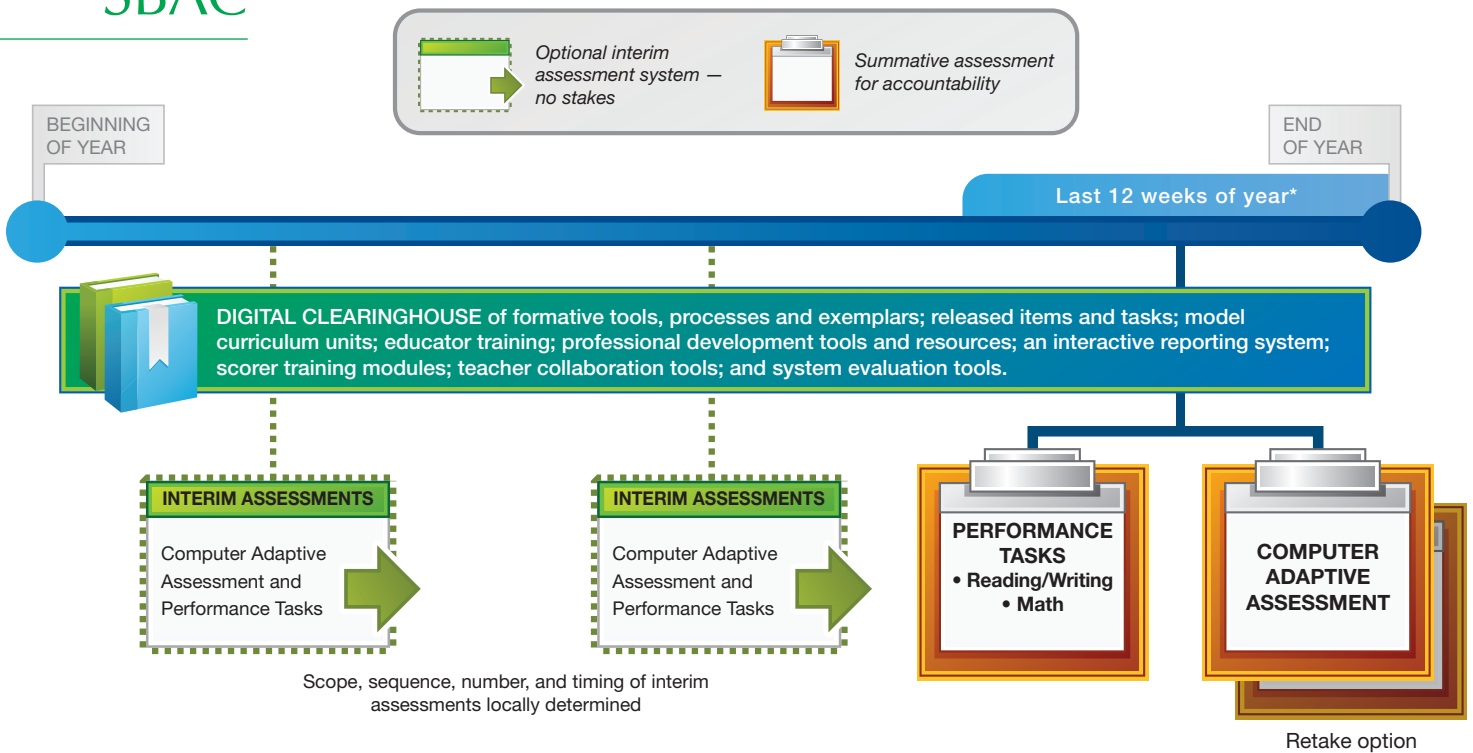 SBAC
Optional interim
assessment system —
no stakes
Summative assessment
for accountability
BEGINNING
OF YEAR
END
OF YEAR
Last 12 weeks of year*
DIGITAL CLEARINGHOUSE of formative tools, processes and exemplars; released items and tasks; model
curriculum units; educator training; professional development tools and resources; an interactive reporting system;
scorer training modules; teacher collaboration tools; and system evaluation tools.
INTERIM ASSESSMENTS
Computer Adaptive
Assessment and
Performance Tasks
INTERIM ASSESSMENTS
Computer Adaptive
Assessment and
Performance Tasks
PERFORMANCE
TASKS
• Reading/Writing
• Math
COMPUTER
ADAPTIVE
ASSESSMENT
Scope, sequence, number, and timing of interim
assessments locally determined
Retake option